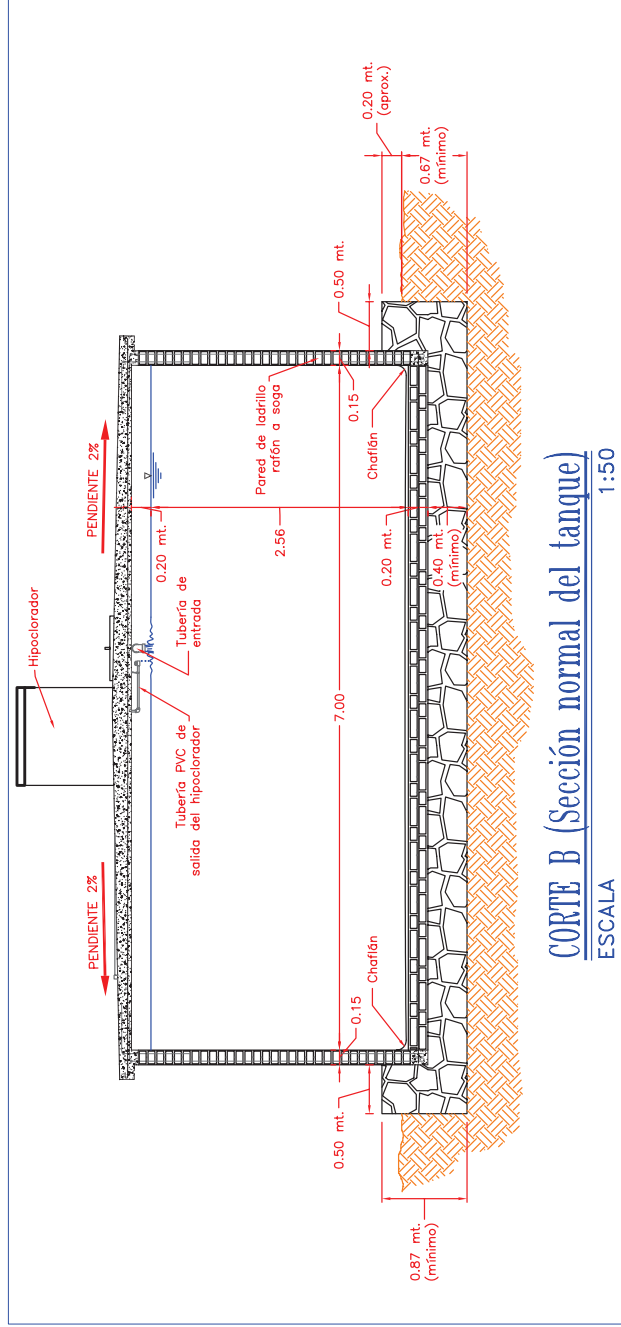 Hipoclorador
PENDIENTE 2%
PENDIENTE 2%
0.20 mt.
Tubería de
entrada
Tubería PVC de
salida del hipoclorador
2.56
7.00
Pared de ladrillo
rafón a soga
0.15
0.15
Chaflán
Chaflán
0.50 mt.
0.50 mt.
0.20 mt.
0.40 mt.
(mínimo)
0.20 mt.
(aprox.)
0.67 mt.
(mínimo)
0.87 mt.
(mínimo)
CORTE B (Sección normal del tanque)
ESCALA 1:50